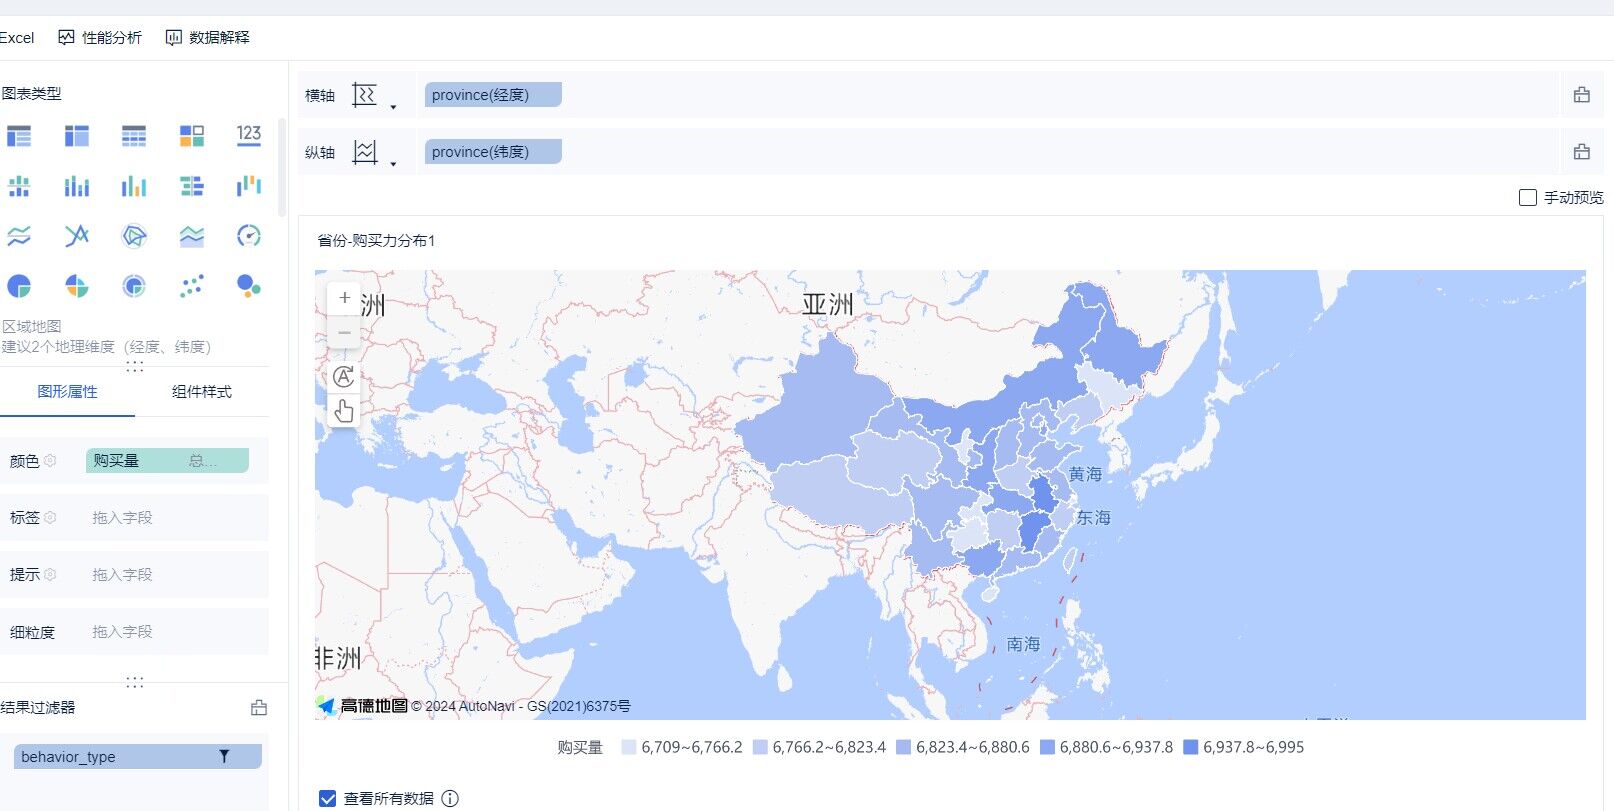 Excel 性能分析 数据解释
图表类型
123
区域地图
建议2个地理维度（经度、纬度）
图形属性 组件样式
颜色 购买量 总...
标签 拖入字段
提示 拖入字段
细粒度 拖入字段
结果过滤器
behavior_type
横轴 province(经度)
纵轴 province(纬度)
手动预览
省份-购买力分布1
洲
亚洲
黄海
东海
南海
非洲
高德地图 © 2024 AutoNavi - GS(2021)6375号
购买量 6,709~6,766.2 6,766.2~6,823.4 6,823.4~6,880.6 6,880.6~6,937.8 6,937.8~6,995
查看所有数据